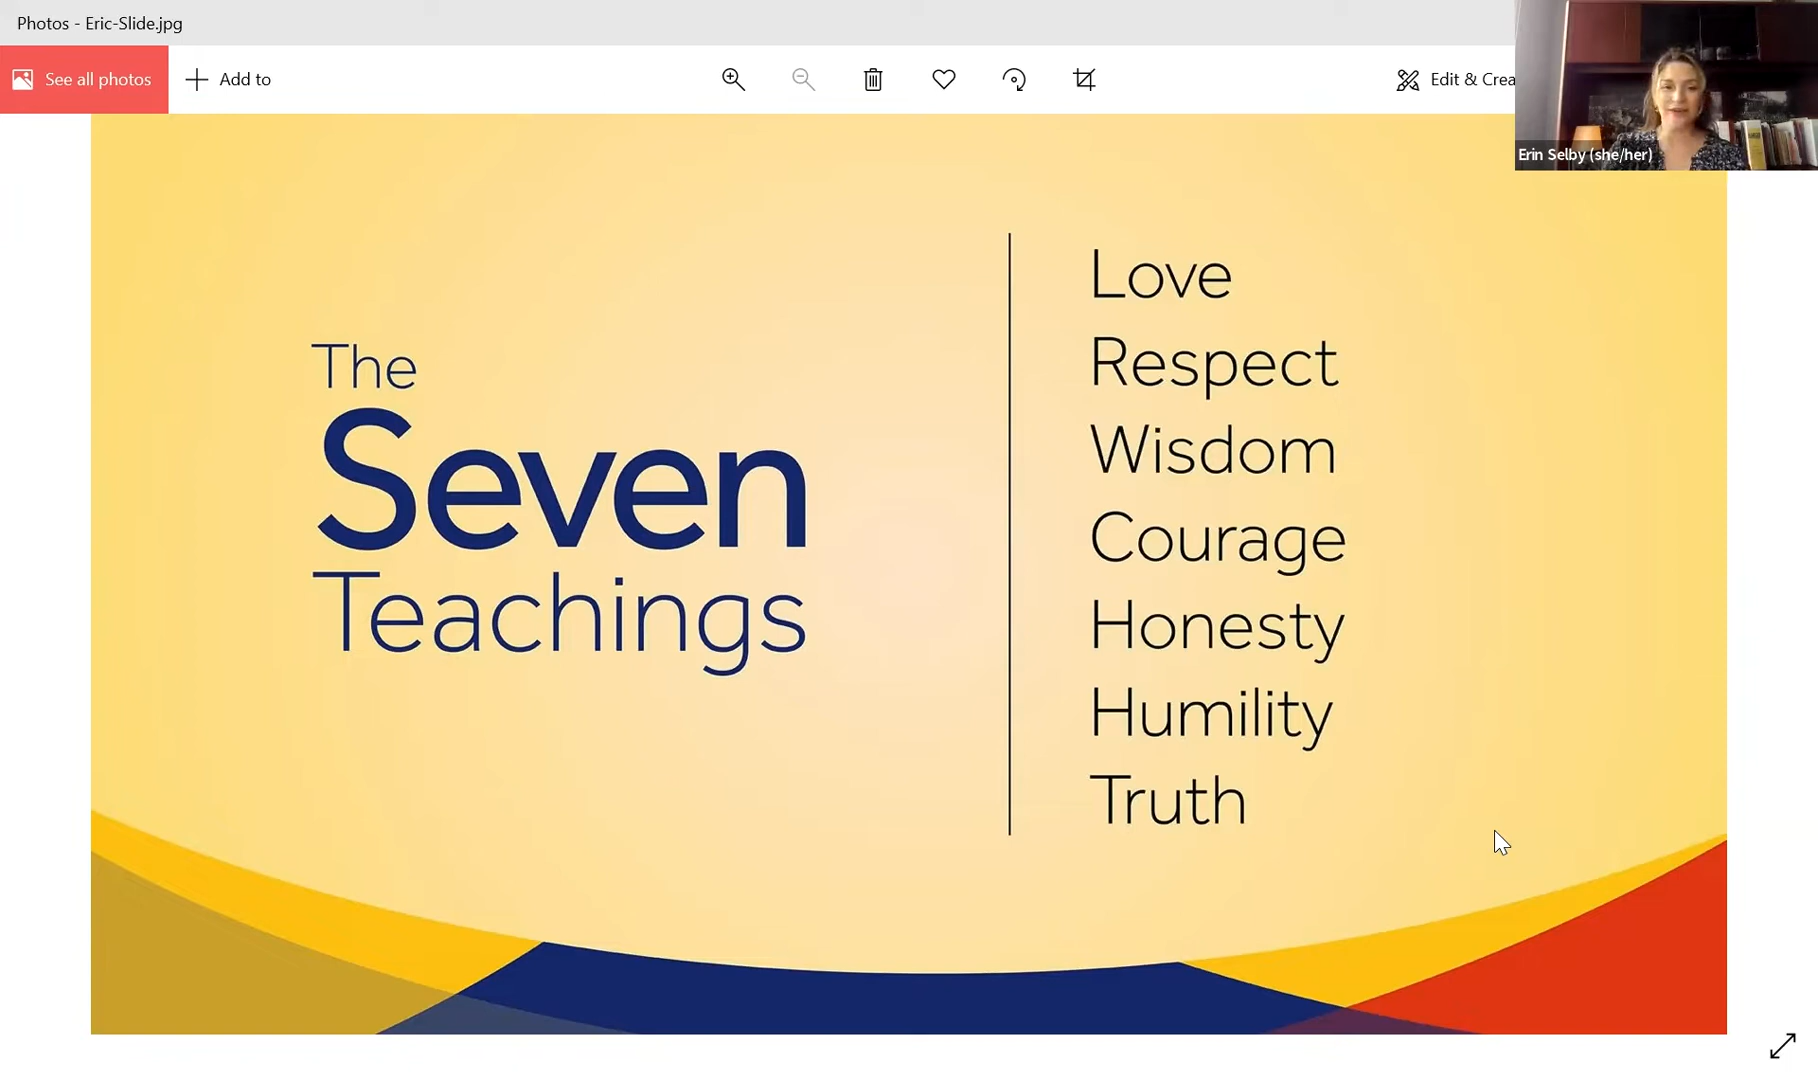 Photos - Eric-Slide.jpg
See all photos
Add to
Edit & Crea
Erin Selby (she/her)
The
Seven
Teachings
Love
Respect
Wisdom
Courage
Honesty
Humility
Truth